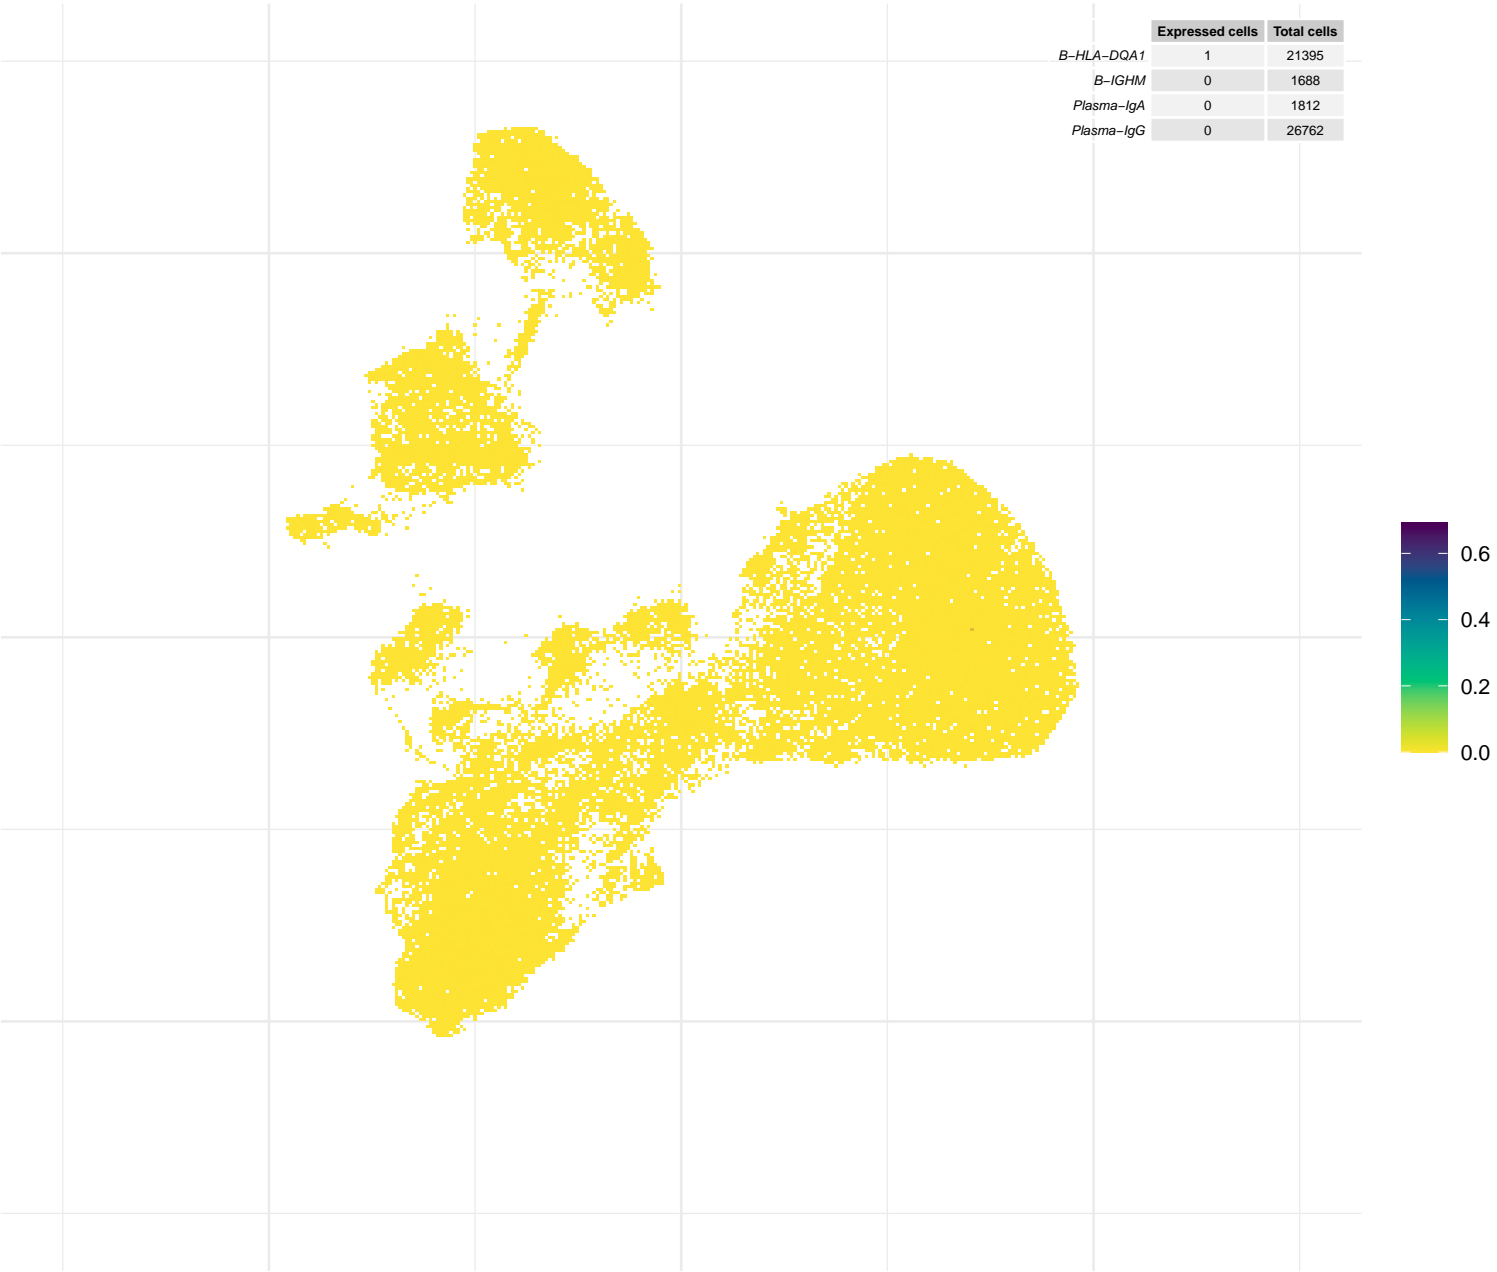 Expressed cells Total cells
B−HLA−DQA1 1 21395
B−IGHM 0 1688
Plasma−IgA 0 1812
Plasma−IgG 0 26762
0.6
0.4
0.2
0.0